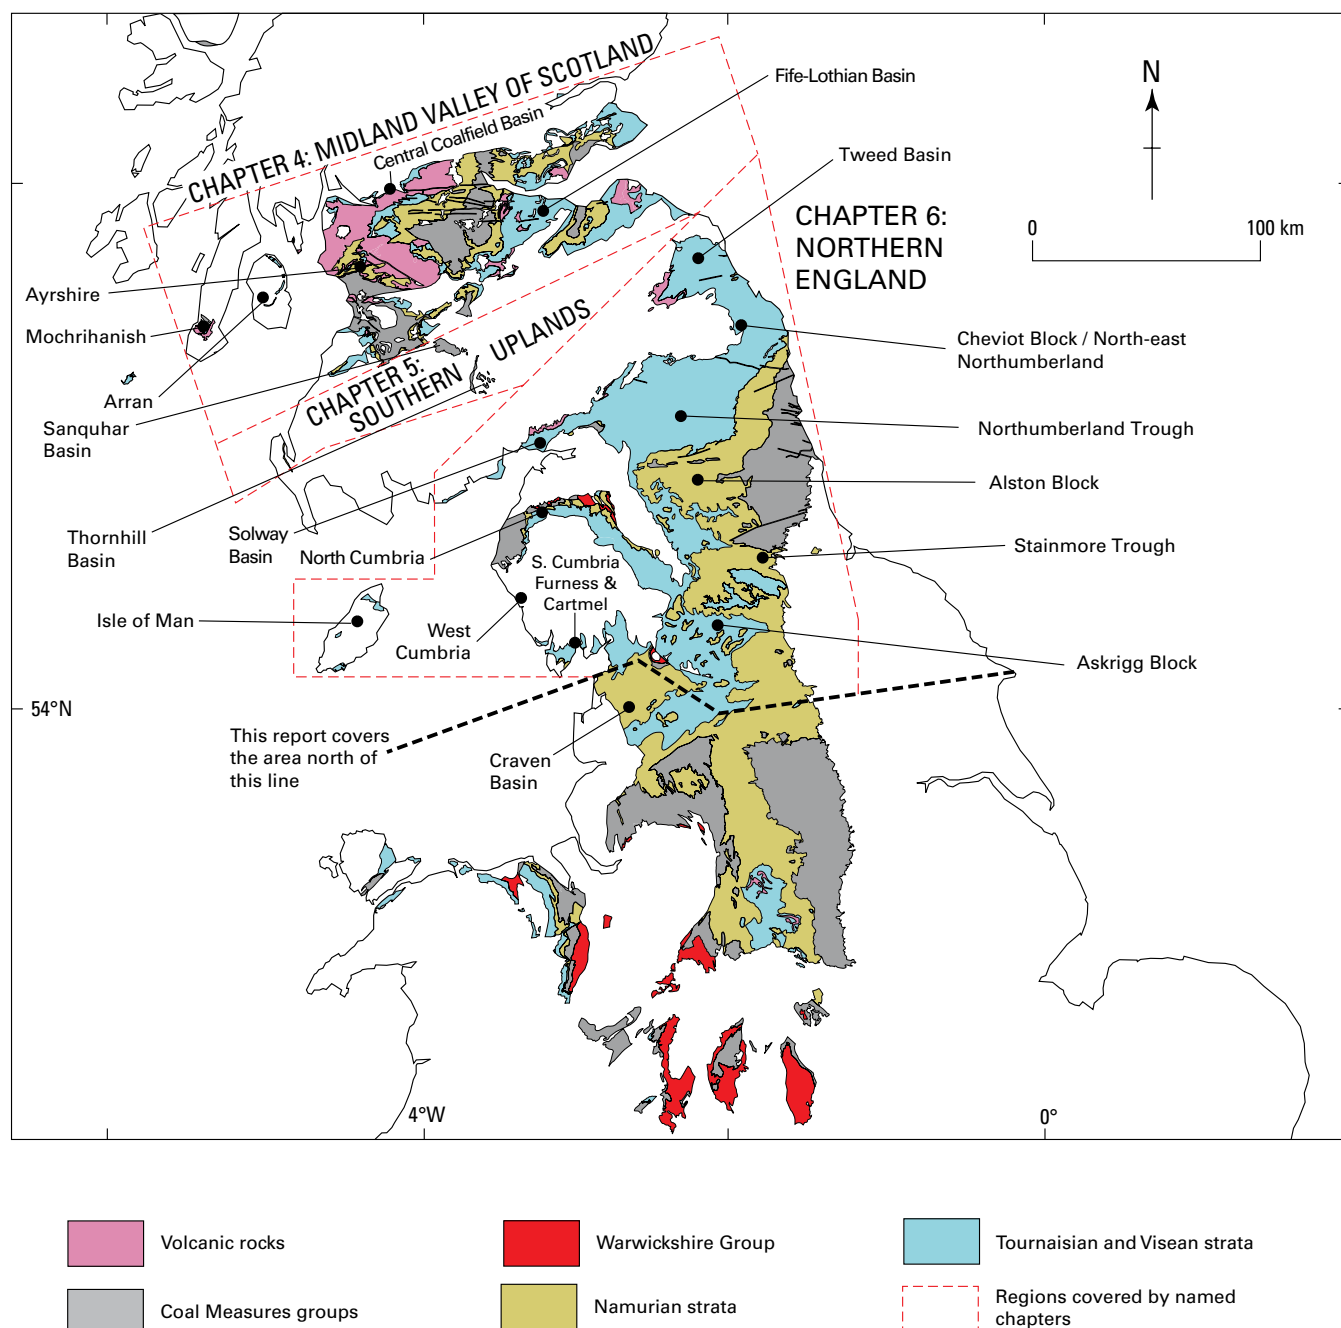 CHAPTER 4: MIDLAND VALLEY OF SCOTLAND
Central Coalfield Basin
Fife-Lothian Basin
N
Tweed Basin
CHAPTER 6:
NORTHERN
ENGLAND
0
100 km
Ayrshire
Mochrihanish
Arran
Sanquhar
Basin
CHAPTER 5:
SOUTHERN
UPLANDS
Cheviot Block / North-east
Northumberland
Northumberland Trough
Alston Block
Stainmore Trough
Askrigg Block
Thornhill
Basin
Solway
Basin
North Cumbria
S. Cumbria
Furness &
Cartmel
Isle of Man
West
Cumbria
54°N
This report covers
the area north of
this line
Craven
Basin
4°W
0°
Volcanic rocks
Warwickshire Group
Tournaisian and Visean strata
Coal Measures groups
Namurian strata
Regions covered by named
chapters